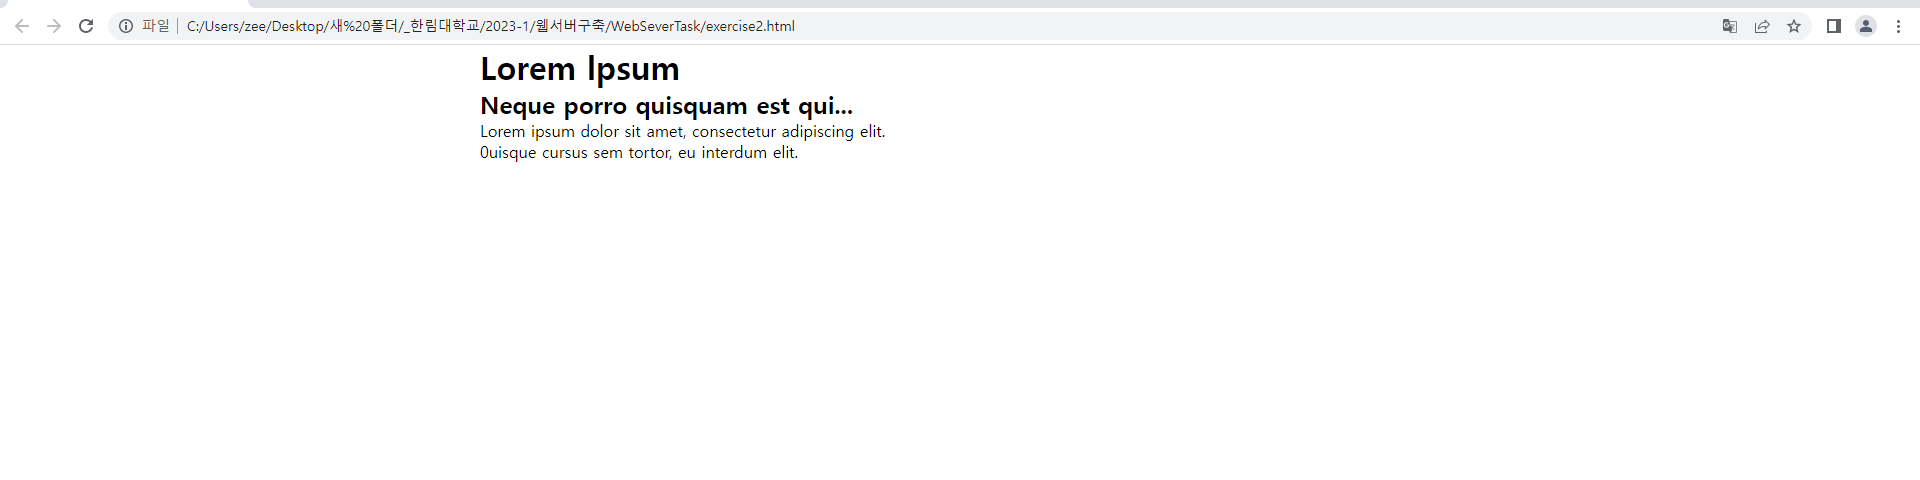 파일 C:/Users/zee/Desktop/새%20폴더/_한림대학교/2023-1/웹서버구축/WebSeverTask/exercise2.html
Lorem Ipsum
Neque porro quisquam est qui...
Lorem ipsum dolor sit amet, consectetur adipiscing elit.
0uisque cursus sem tortor, eu interdum elit.